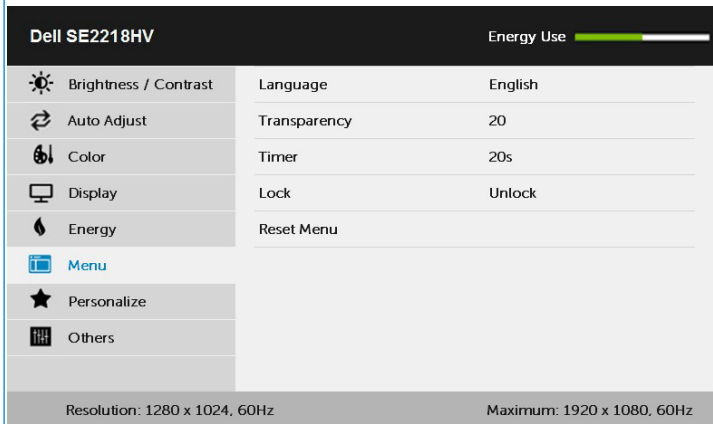 Dell SE2218HV Energy Use
Brightness / Contrast Language English
Auto Adjust Transparency 20
Color Timer 20s
Display Lock Unlock
Energy Reset Menu
Menu
Personalize
Others
Resolution: 1280 x 1024, 60Hz Maximum: 1920 x 1080, 60Hz